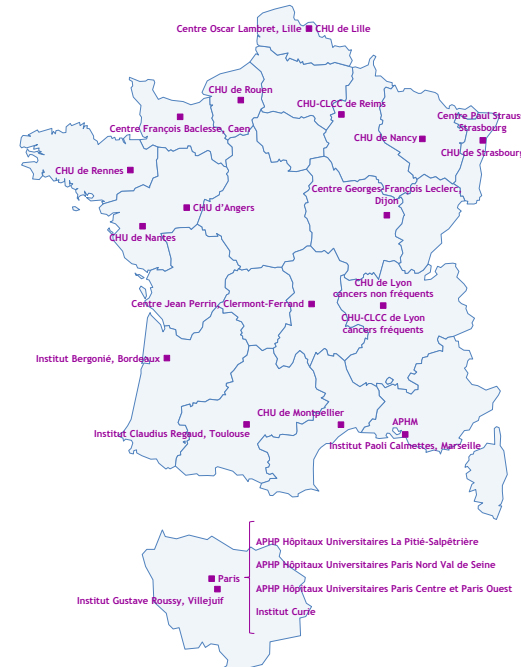 Centre Oscar Lambret, Lille
CHU de Lille
CHU de Rouen
CHU-CLCC de Reims
Centre François Baclesse, Caen
Centre Paul Strauss
Strasbourg
CHU de Nancy
CHU de Strasbourg
CHU de Rennes
Centre Georges-François Leclerc,
Dijon
CHU d'Angers
CHU de Nantes
CHU de Lyon
cancers non fréquents
Centre Jean Perrin, Clermont-Ferrand
CHU-CLCC de Lyon
cancers fréquents
Institut Bergonié, Bordeaux
CHU de Montpellier
APHM
Institut Claudius Regaud, Toulouse
Institut Paoli Calmettes, Marseille
APHP Hôpitaux Universitaires La Pitié-Salpêtrière
APHP Hôpitaux Universitaires Paris Nord Val de Seine
Paris
APHP Hôpitaux Universitaires Paris Centre et Paris Ouest
Institut Gustave Roussy, Villejuif
Institut Curie